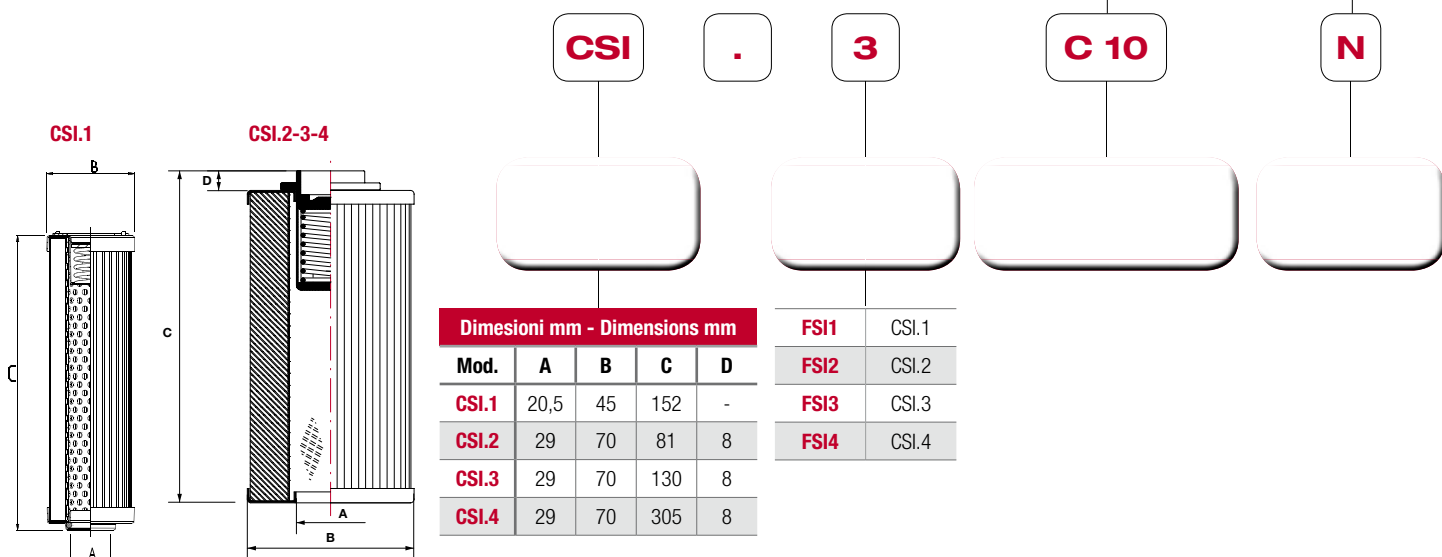 CSI . 3 C 10 N
CSI.1 CSI.2-3-4
B
D
C
C
A
B
A
Dimesioni mm - Dimensions mm
Mod. A B C D
CSI.1 20,5 45 152 -
CSI.2 29 70 81 8
CSI.3 29 70 130 8
CSI.4 29 70 305 8
FSI1 CSI.1
FSI2 CSI.2
FSI3 CSI.3
FSI4 CSI.4